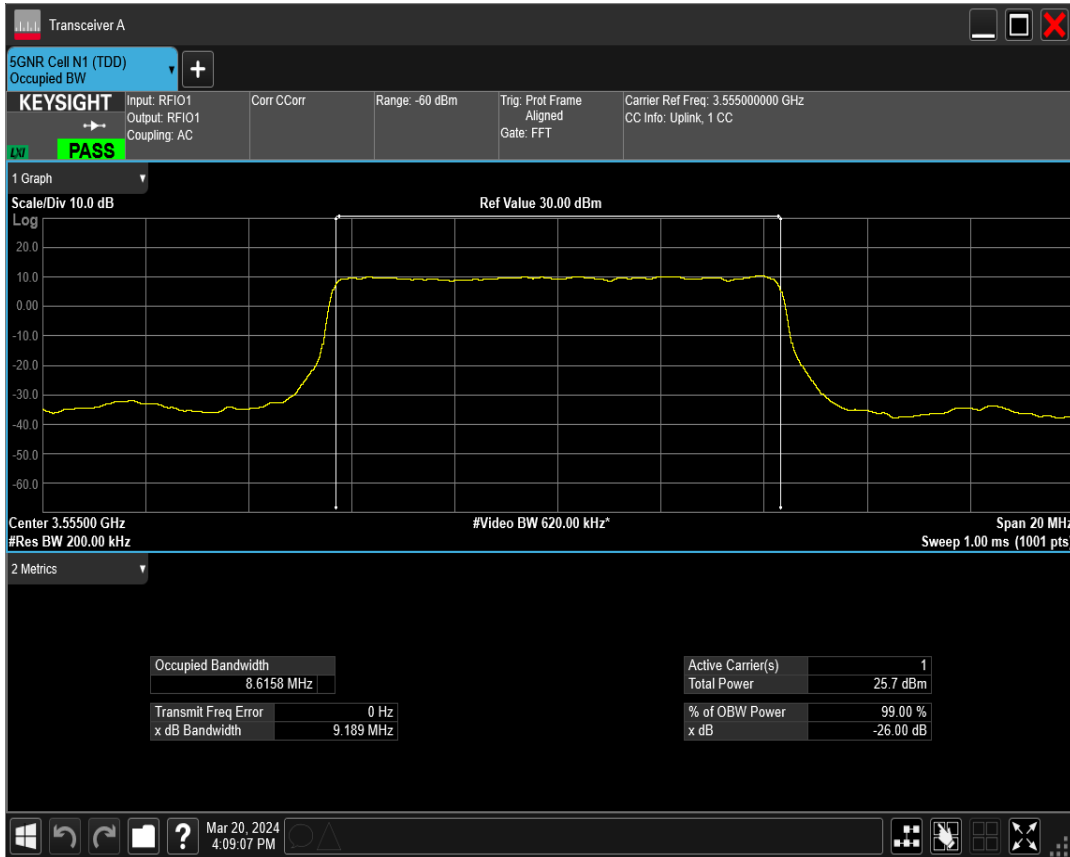 Transceiver A
5GNR Cell N1 (TDD)
Occupied BW
KEYSIGHT
LXI
PASS
Input: RFIO1
Output: RFIO1
Coupling: AC
Corr CCorr
Range: -60 dBm
Trig: Prot Frame
Aligned
Gate: FFT
Carrier Ref Freq: 3.555000000 GHz
CC Info: Uplink, 1 CC
1 Graph
Scale/Div 10.0 dB
Ref Value 30.00 dBm
Log
20.0
10.0
0.00
-10.0
-20.0
-30.0
-40.0
-50.0
-60.0
Center 3.55500 GHz
#Video BW 620.00 kHz*
Span 20 MHz
#Res BW 200.00 kHz
Sweep 1.00 ms (1001 pts)
2 Metrics
Occupied Bandwidth
8.6158 MHz
Transmit Freq Error 0 Hz
x dB Bandwidth 9.189 MHz
Active Carrier(s) 1
Total Power 25.7 dBm
% of OBW Power 99.00 %
x dB -26.00 dB
?
Mar 20, 2024
4:09:07 PM